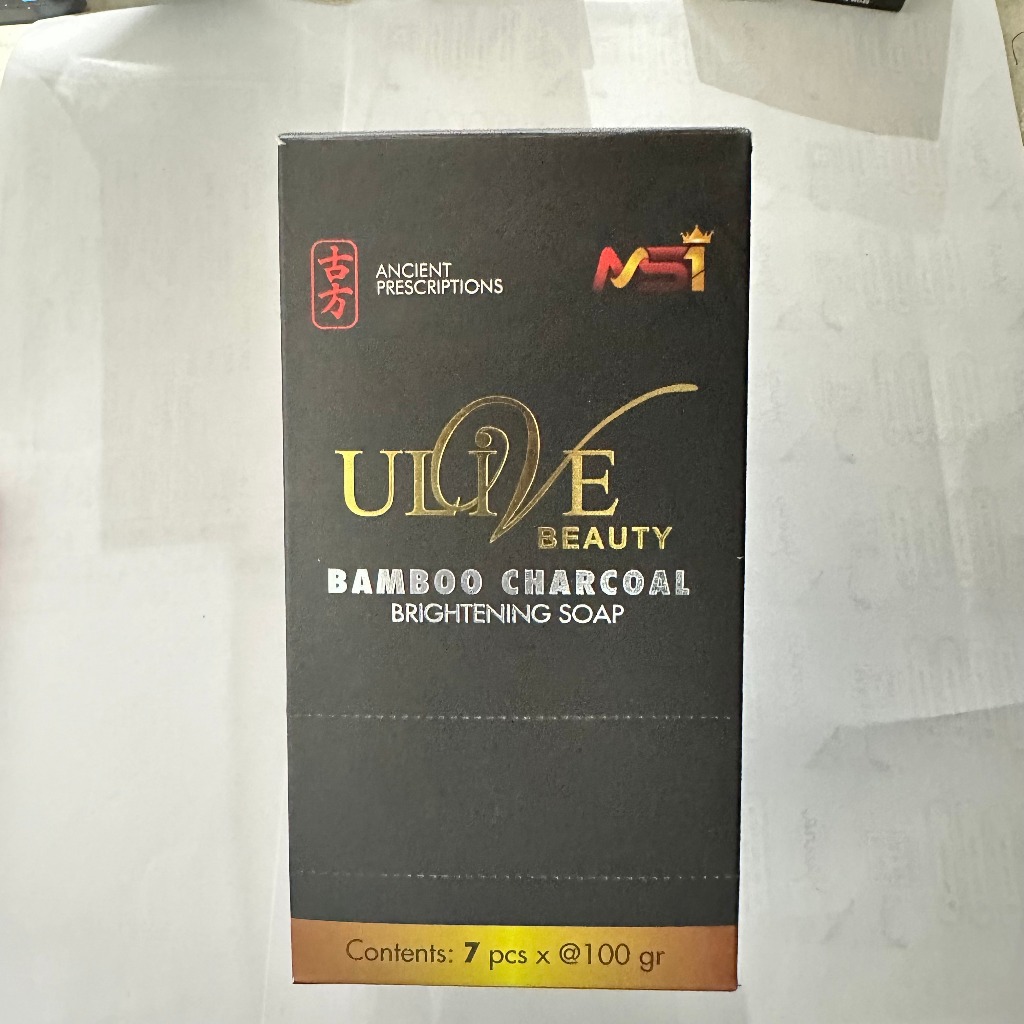 古方
ANCIENT
PRESCRIPTIONS
MS1
ULiVE
BEAUTY
BAMBOO CHARCOAL
BRIGHTENING SOAP
Contents: 7 pcs x @100 gr